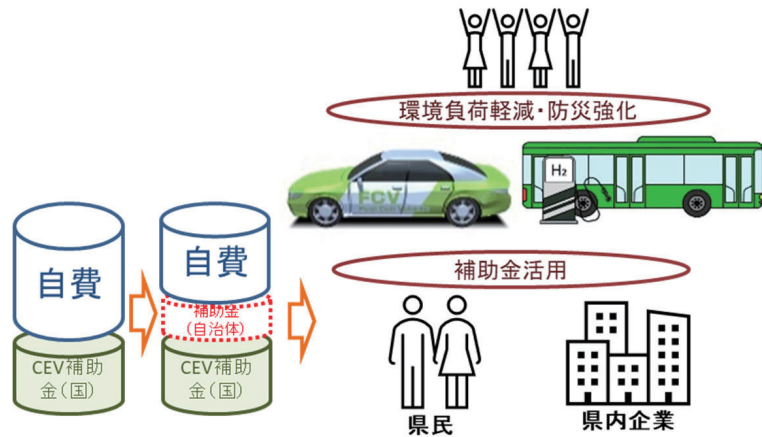 環境負荷軽減・防災強化
FCV
H2
補助金活用
自費
CEV補助
金(国)
自費
補助金
(自治体)
CEV補助
金(国)
県民
県内企業